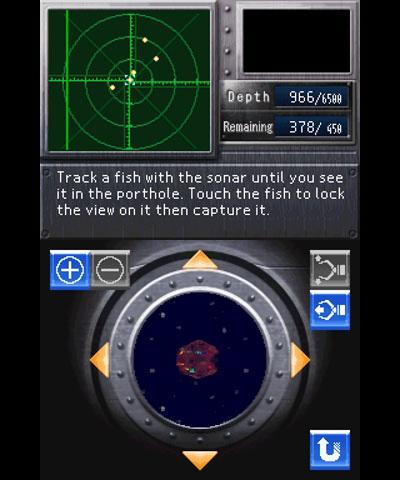 Depth 966/6500
Remaining 378/ 450
Track a fish with the sonar until you see
it in the porthole. Touch the fish to lock
the view on it then capture it.